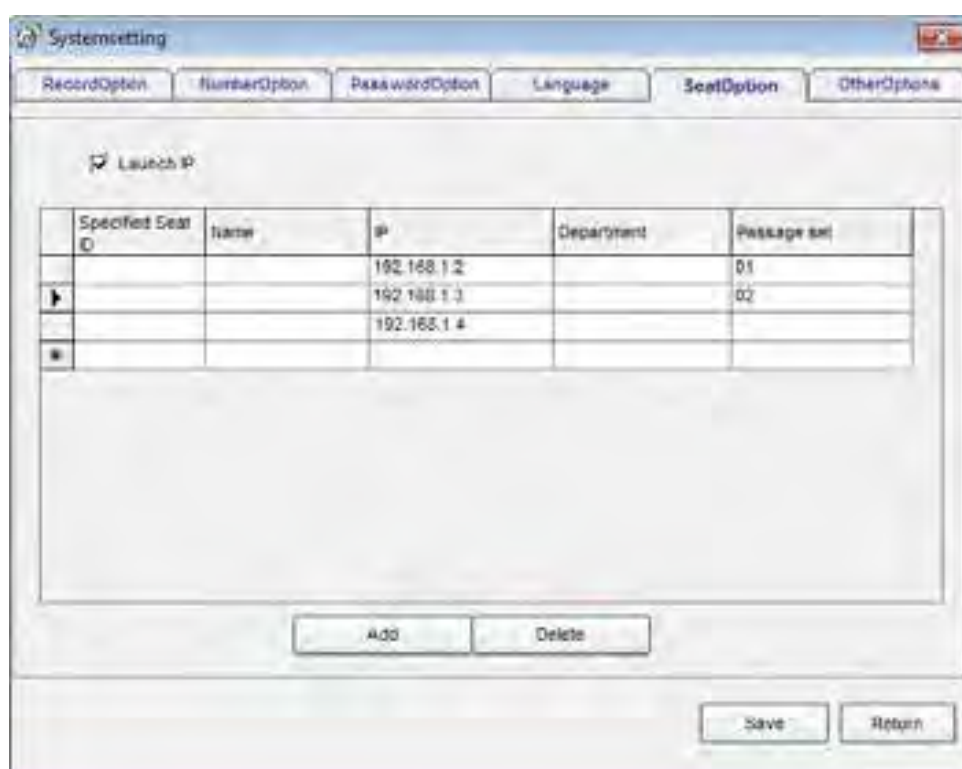 Systemsetting
RecordOption NumberOption PasswordOption Language SeatOption OtherOptions
Launch IP
Specified Seat ID Name IP Department Passage set
192.168.1.2 01
192.168.1.3 02
192.168.1.4
Add Delete
Save Return